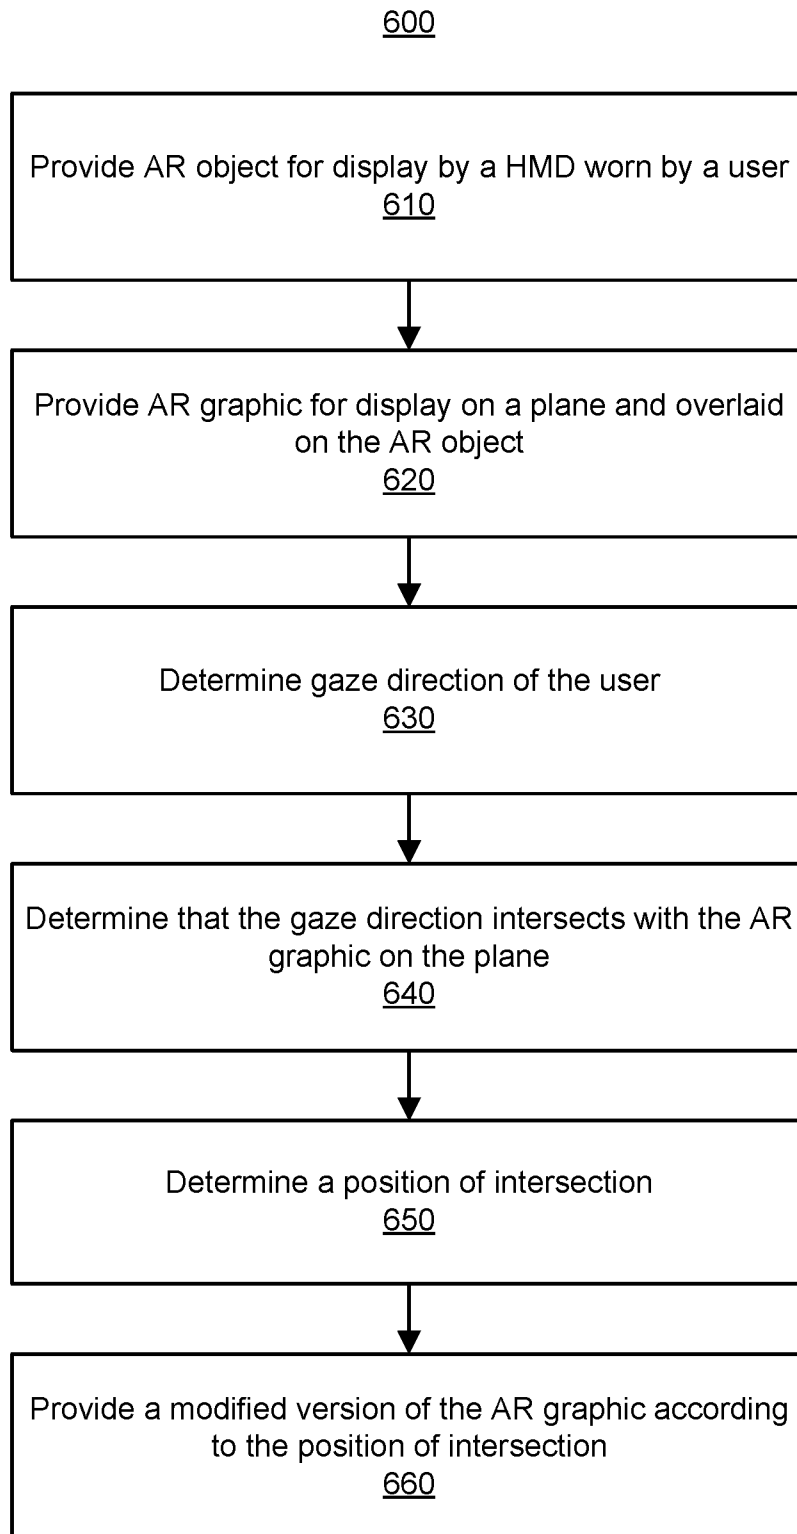 600
Provide AR object for display by a HMD worn by a user
610
Provide AR graphic for display on a plane and overlaid
on the AR object
620
Determine gaze direction of the user
630
Determine that the gaze direction intersects with the AR
graphic on the plane
640
Determine a position of intersection
650
Provide a modified version of the AR graphic according
to the position of intersection
660